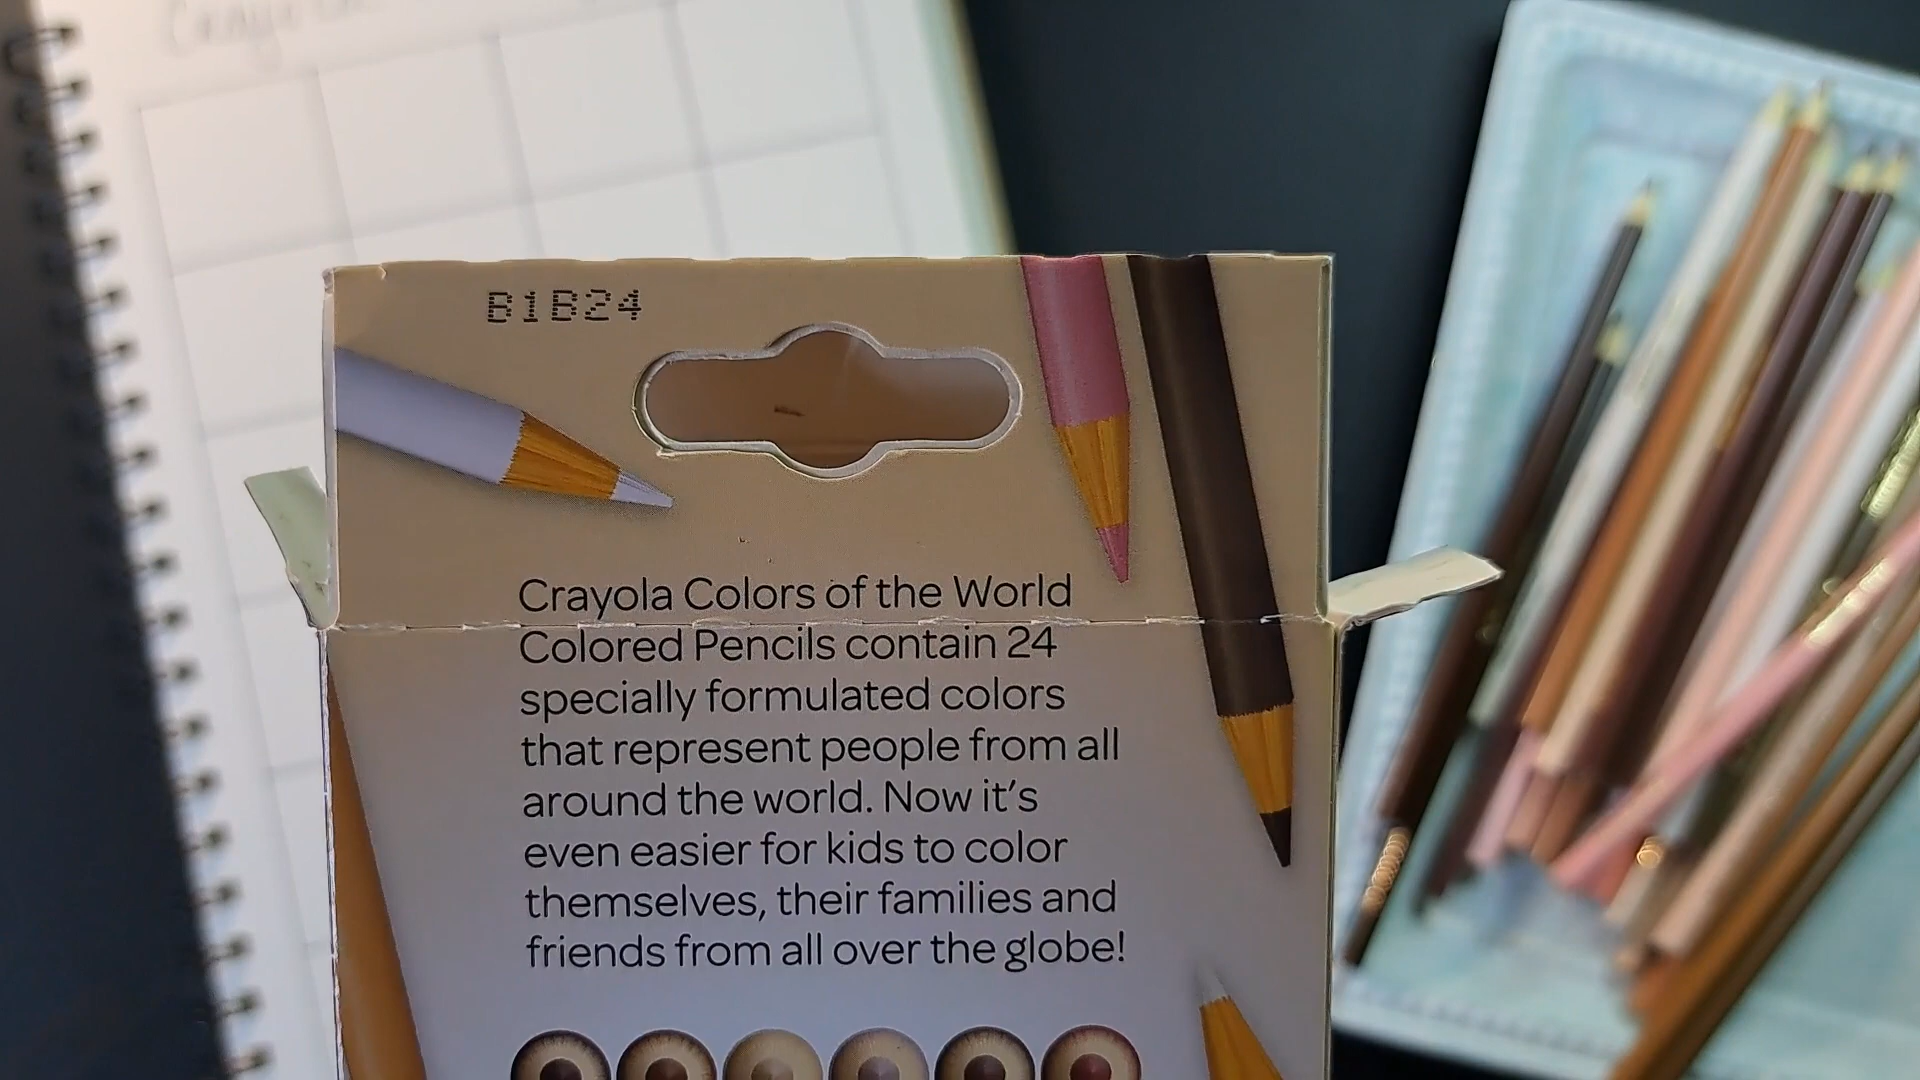 B1B24
Crayola Colors of the World
Colored Pencils contain 24
specially formulated colors
that represent people from all
around the world. Now it's
even easier for kids to color
themselves, their families and
friends from all over the globe!